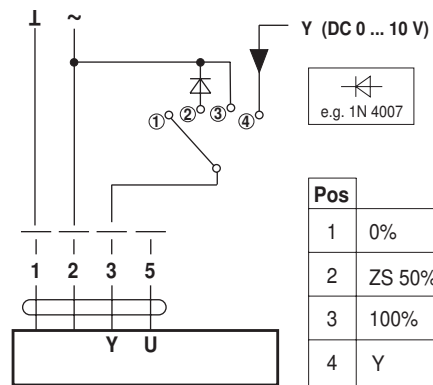 ⊥ ~
Y (DC 0 ... 10 V)
① ② ③ ④
e.g. 1N 4007
1 2 3 5
Y U
Pos
1 0%
2 ZS 50%
3 100%
4 Y